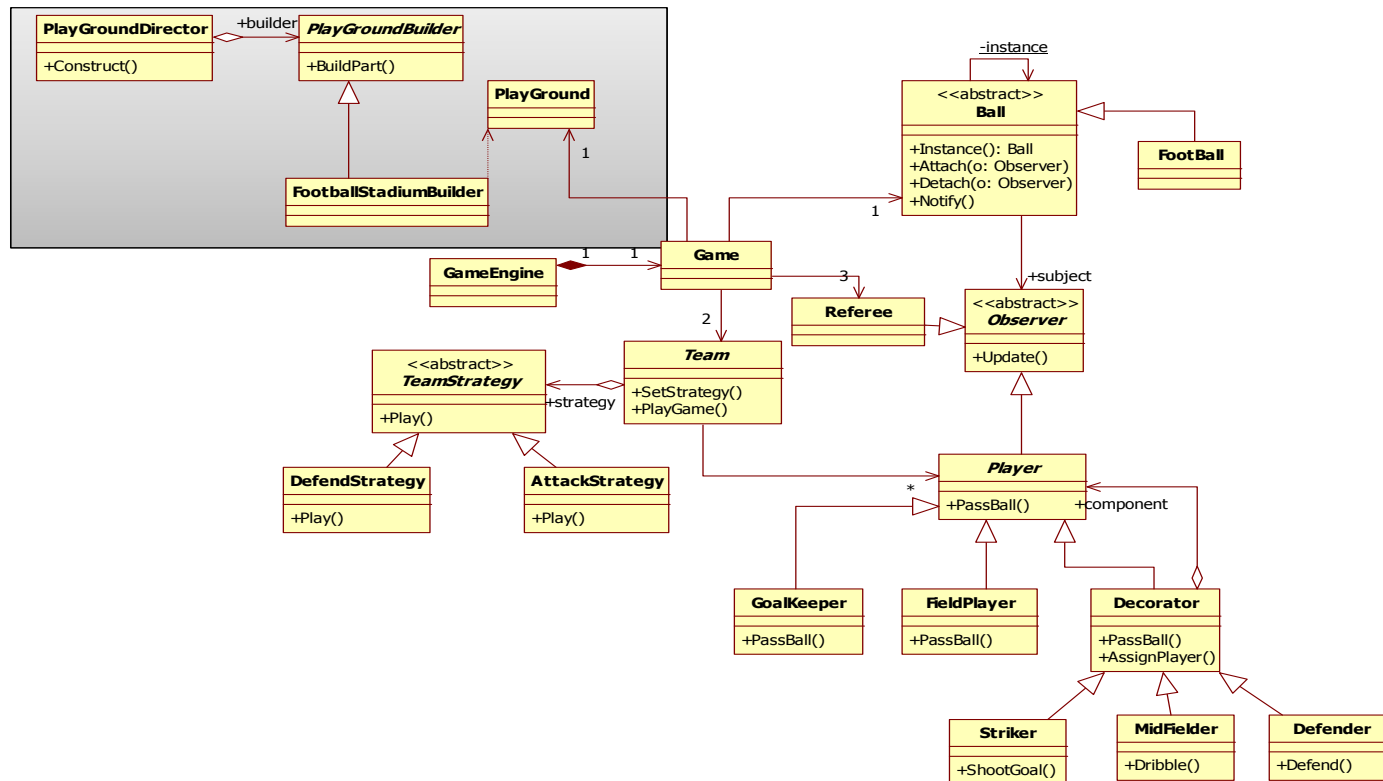 PlayGroundDirector
+Construct()
+builder
PlayGroundBuilder
+BuildPart()
PlayGround
1
FootballStadiumBuilder
-instance
<<abstract>>
Ball
+Instance(): Ball
+Attach(o: Observer)
+Detach(o: Observer)
+Notify()
FootBall
1
GameEngine
1
1
Game
3
Referee
+subject
<<abstract>>
Observer
+Update()
2
Team
+SetStrategy()
+PlayGame()
+strategy
<<abstract>>
TeamStrategy
+Play()
DefendStrategy
+Play()
AttackStrategy
+Play()
*
Player
+PassBall()
+component
GoalKeeper
+PassBall()
FieldPlayer
+PassBall()
Decorator
+PassBall()
+AssignPlayer()
Striker
+ShootGoal()
MidFielder
+Dribble()
Defender
+Defend()